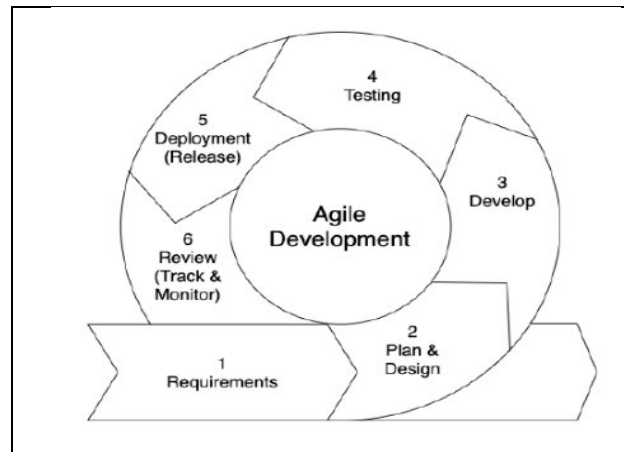 4
Testing
5
Deployment
(Release)
3
Develop
Agile
Development
6
Review
(Track &
Monitor)
2
Plan &
Design
1
Requirements